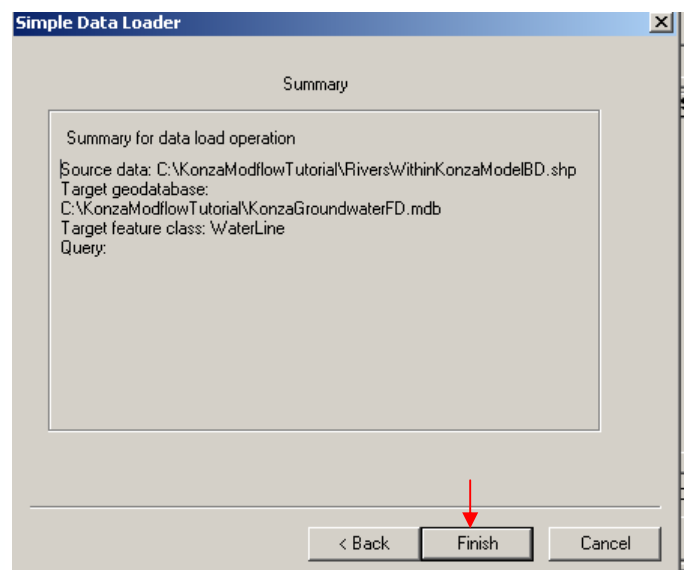 Simple Data Loader
Summary
Summary for data load operation
Source data: C:\KonzaModflowTutorial\RiversWithinKonzaModelBD.shp
Target geodatabase:
C:\KonzaModflowTutorial\KonzaGroundwaterFD.mdb
Target feature class: WaterLine
Query:
< Back Finish Cancel